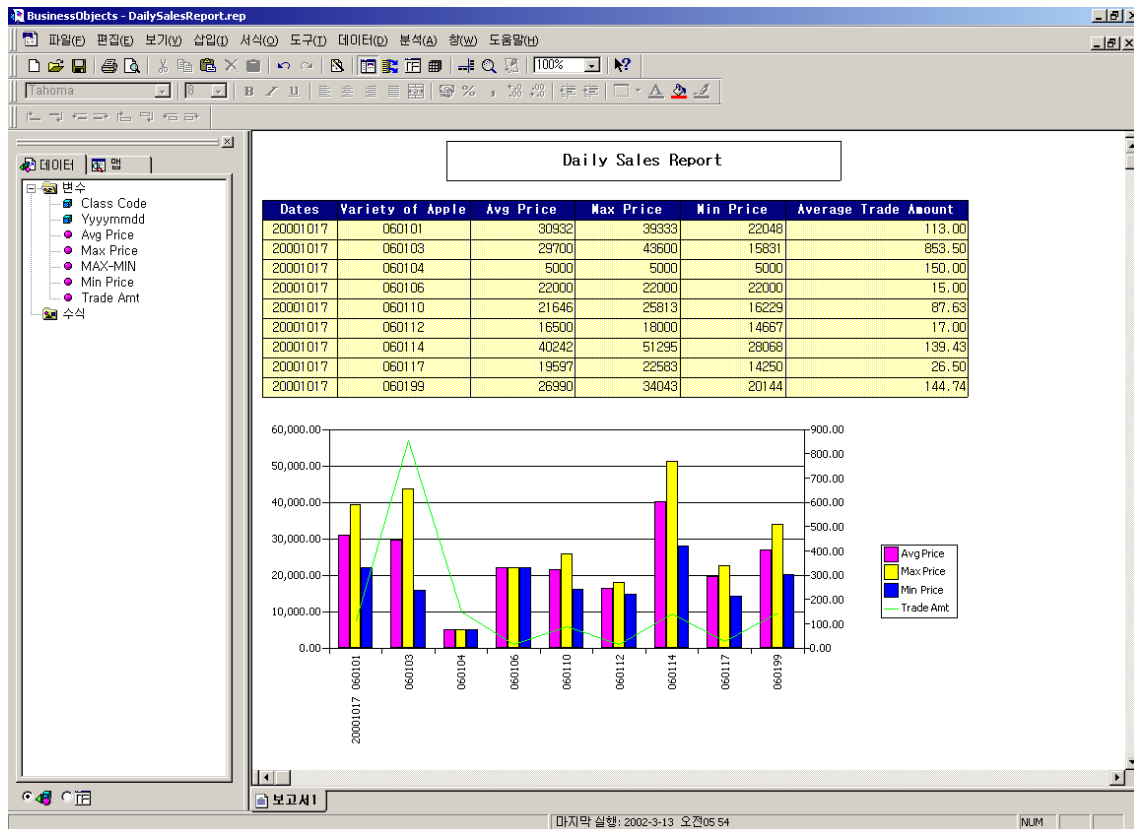 BusinessObjects - DailySalesReport.rep
파일(F) 편집(E) 보기(V) 삽입(I) 서식(O) 도구(T) 데이터(D) 분석(A) 창(W) 도움말(H)
100%
Tahoma 8
데이터 맵
변수
Class Code
Yyyymmdd
Avg Price
Max Price
MAX-MIN
Min Price
Trade Amt
수식
Daily Sales Report
Dates Variety of Apple Avg Price Max Price Min Price Average Trade Amount
20001017 060101 30932 39333 22048 113.00
20001017 060103 29700 43600 15831 853.50
20001017 060104 5000 5000 5000 150.00
20001017 060106 22000 22000 22000 15.00
20001017 060110 21646 25813 16229 87.63
20001017 060112 16500 18000 14667 17.00
20001017 060114 40242 51295 28068 139.43
20001017 060117 19597 22583 14250 26.50
20001017 060199 26990 34043 20144 144.74
60,000.00
50,000.00
40,000.00
30,000.00
20,000.00
10,000.00
0.00
900.00
800.00
700.00
600.00
500.00
400.00
300.00
200.00
100.00
0.00
20001017 060101
060103
060104
060106
060110
060112
060114
060117
060199
Avg Price
Max Price
Min Price
Trade Amt
보고서1
마지막 실행: 2002-3-13 오전05 54
NUM